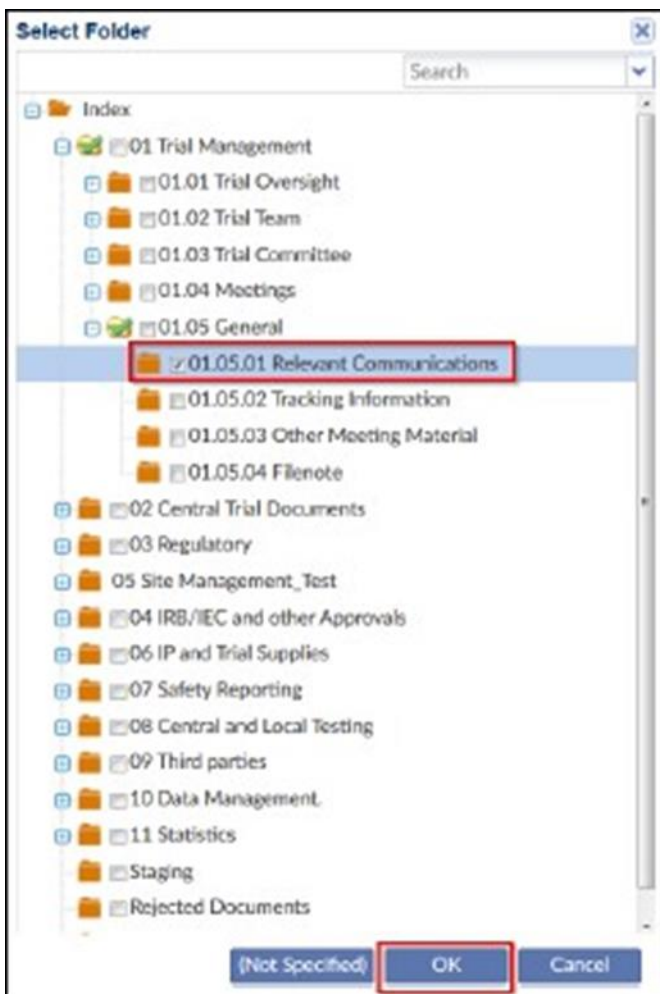 Select Folder
Search
Index
01 Trial Management
01.01 Trial Oversight
01.02 Trial Team
01.03 Trial Committee
01.04 Meetings
01.05 General
01.05.01 Relevant Communications
01.05.02 Tracking Information
01.05.03 Other Meeting Material
01.05.04 Filenote
02 Central Trial Documents
03 Regulatory
05 Site Management_Test
04 IRB/IEC and other Approvals
06 IP and Trial Supplies
07 Safety Reporting
08 Central and Local Testing
09 Third parties
10 Data Management.
11 Statistics
Staging
Rejected Documents
(Not Specified) OK Cancel